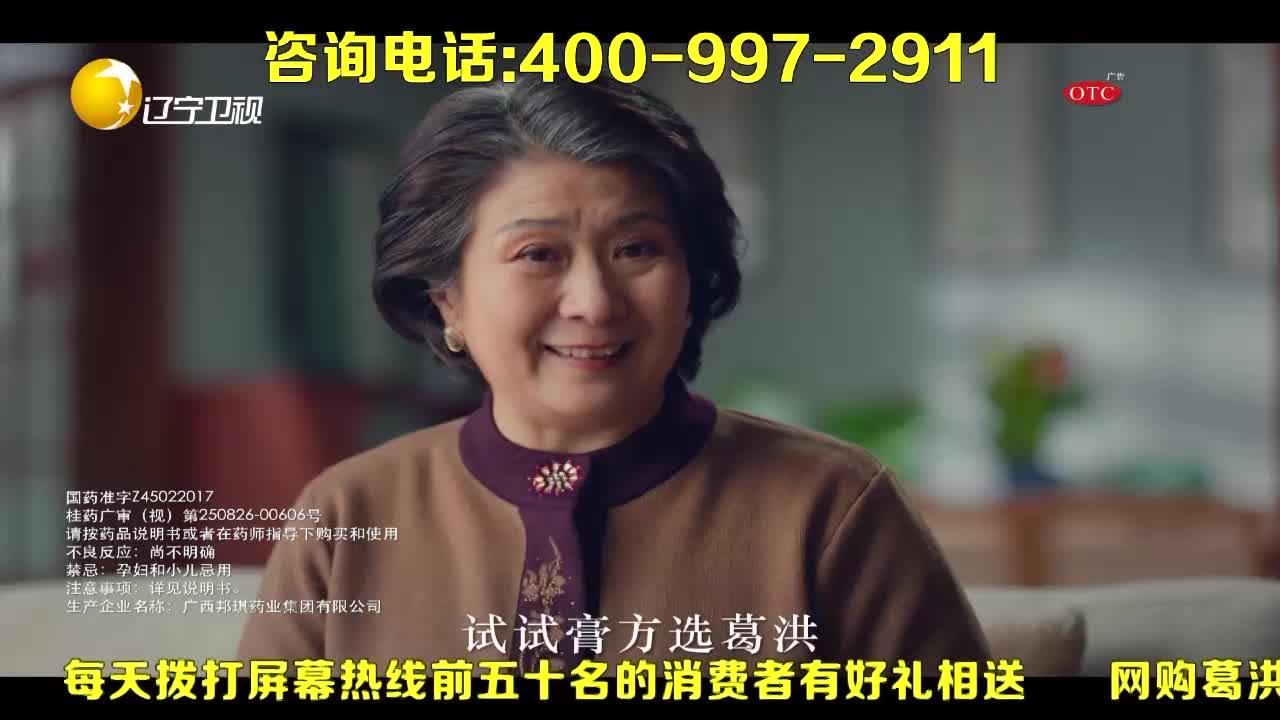 咨询电话:400-997-2911
广告
OTC
辽宁卫视
国药准字Z45022017
桂药广审（视）第250826-00606号
请按药品说明书或者在药师指导下购买和使用
不良反应：尚不明确
禁忌：孕妇和小儿忌用
注意事项：详见说明书。
生产企业名称：广西邦琪药业集团有限公司
试试膏方选葛洪
每天拨打屏幕热线前五十名的消费者有好礼相送 网购葛洪